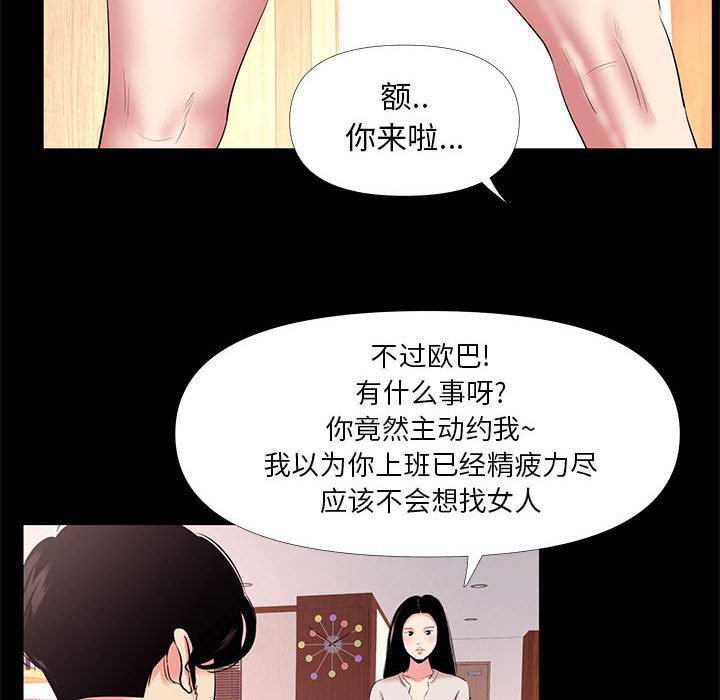 额..
你来啦...
不过欧巴!
有什么事呀?
你竟然主动约我~
我以为你上班已经精疲力尽
应该不会想找女人